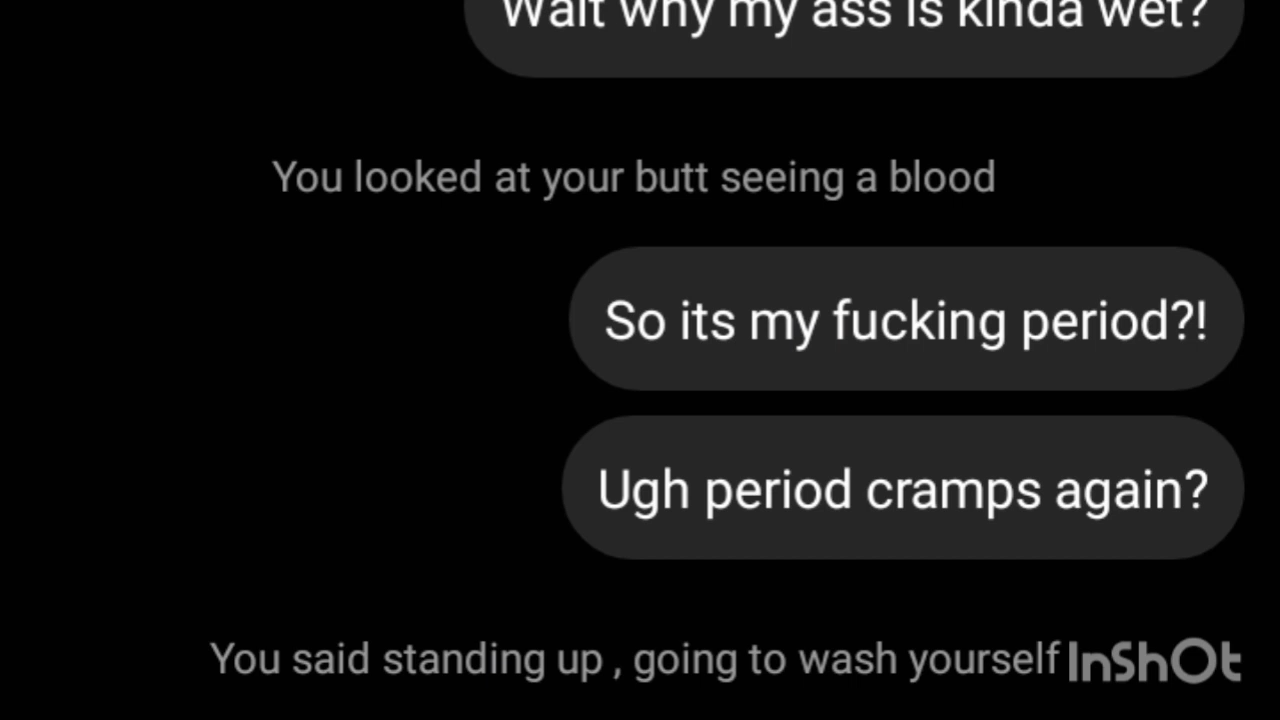 Wait why my ass is kinda wet?
You looked at your butt seeing a blood
So its my fucking period?!
Ugh period cramps again?
You said standing up , going to wash yourself
InShOt